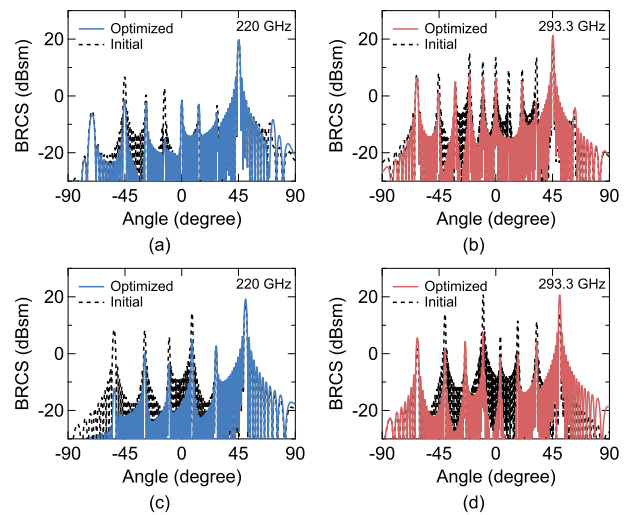 20
0
-20
BRCS (dBsm)
Optimized
Initial
220 GHz
-90 -45 0 45 90
Angle (degree)
(a)
20
0
-20
BRCS (dBsm)
Optimized
Initial
293.3 GHz
-90 -45 0 45 90
Angle (degree)
(b)
20
0
-20
BRCS (dBsm)
Optimized
Initial
220 GHz
-90 -45 0 45 90
Angle (degree)
(c)
20
0
-20
BRCS (dBsm)
Optimized
Initial
293.3 GHz
-90 -45 0 45 90
Angle (degree)
(d)